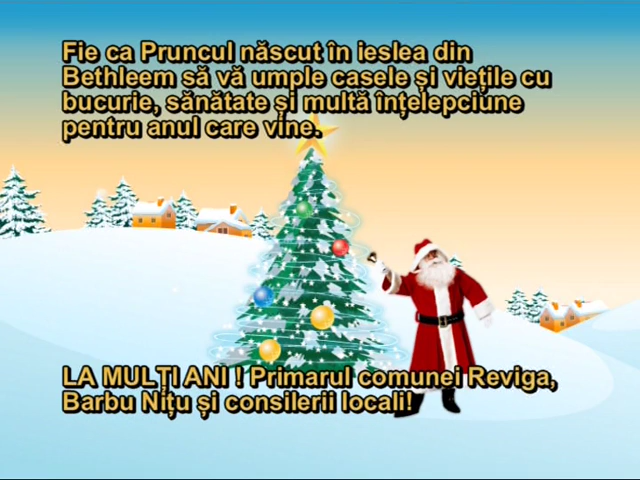 Fie ca Pruncul născut în ieslea din
Bethleem să vă umple casele și viețile cu
bucurie, sănătate și multă înțelepciune
pentru anul care vine.
LA MULȚI ANI ! Primarul comunei Reviga,
Barbu Nițu și consilerii locali!